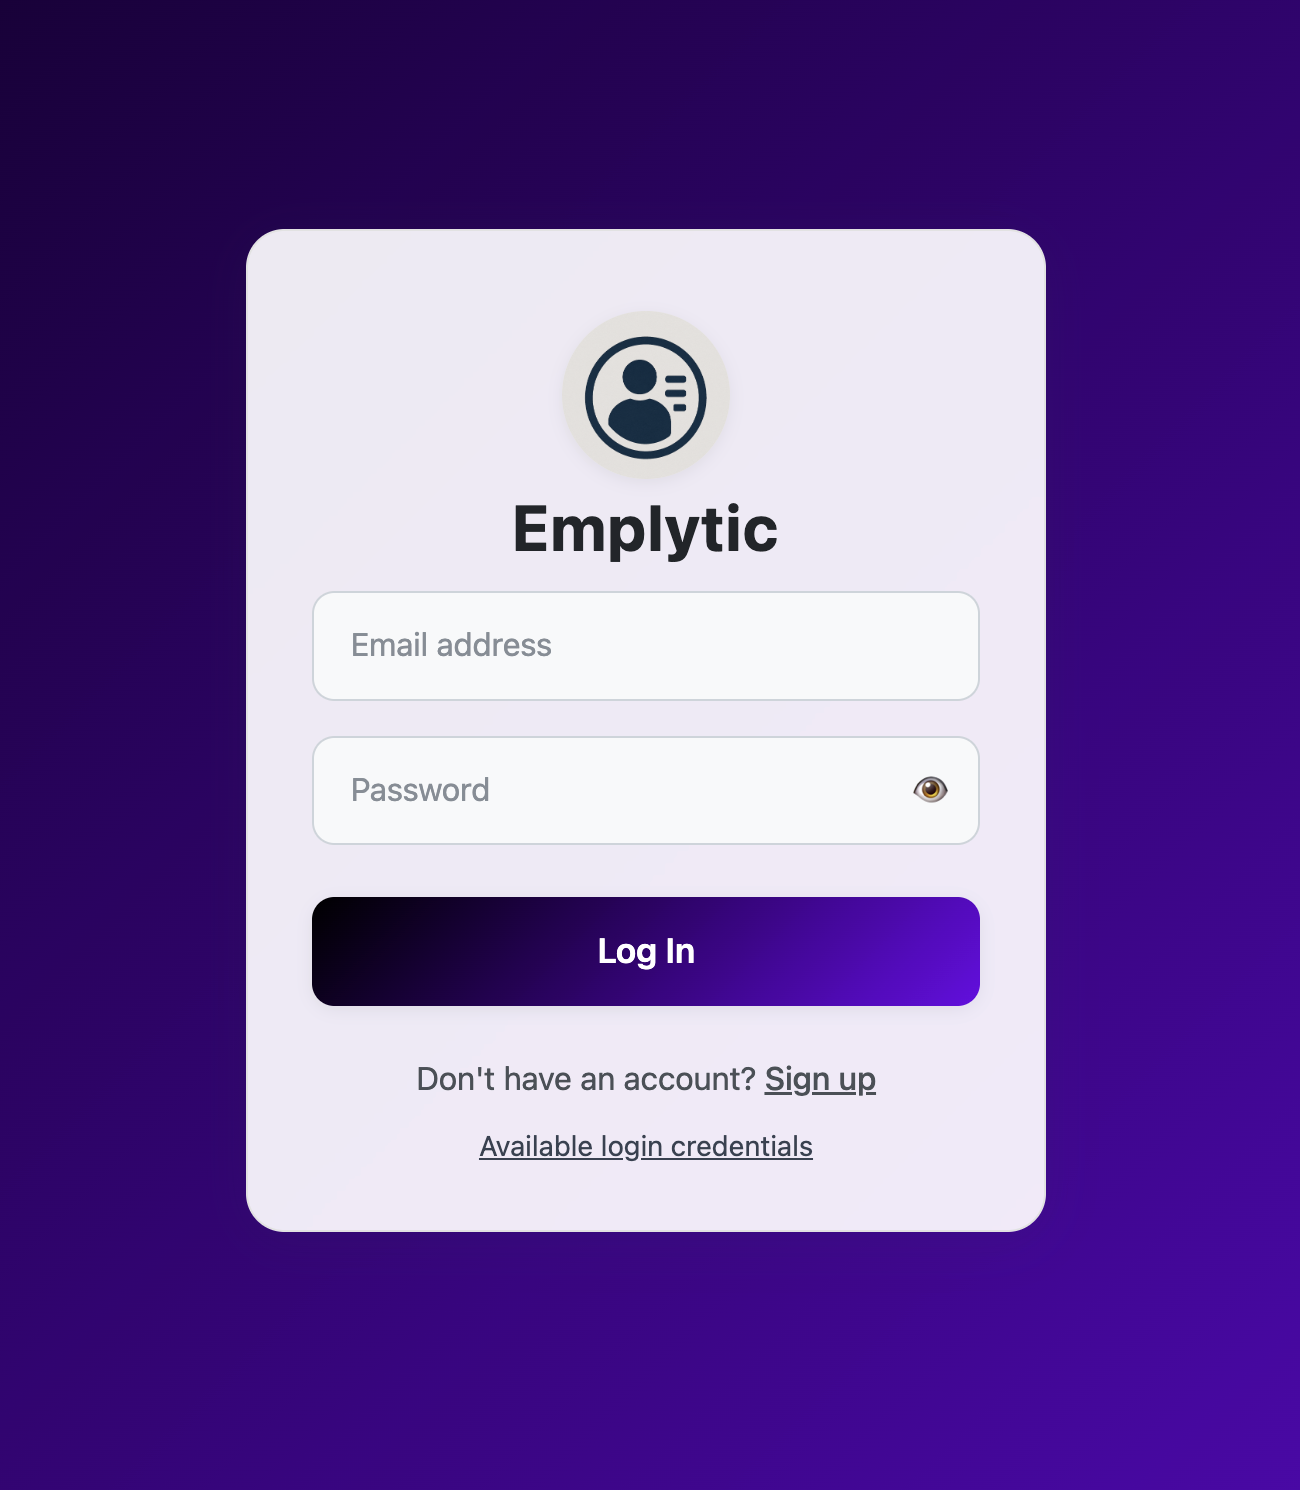 Emplytic
Email address
Password
Log In
Don't have an account? Sign up
Available login credentials